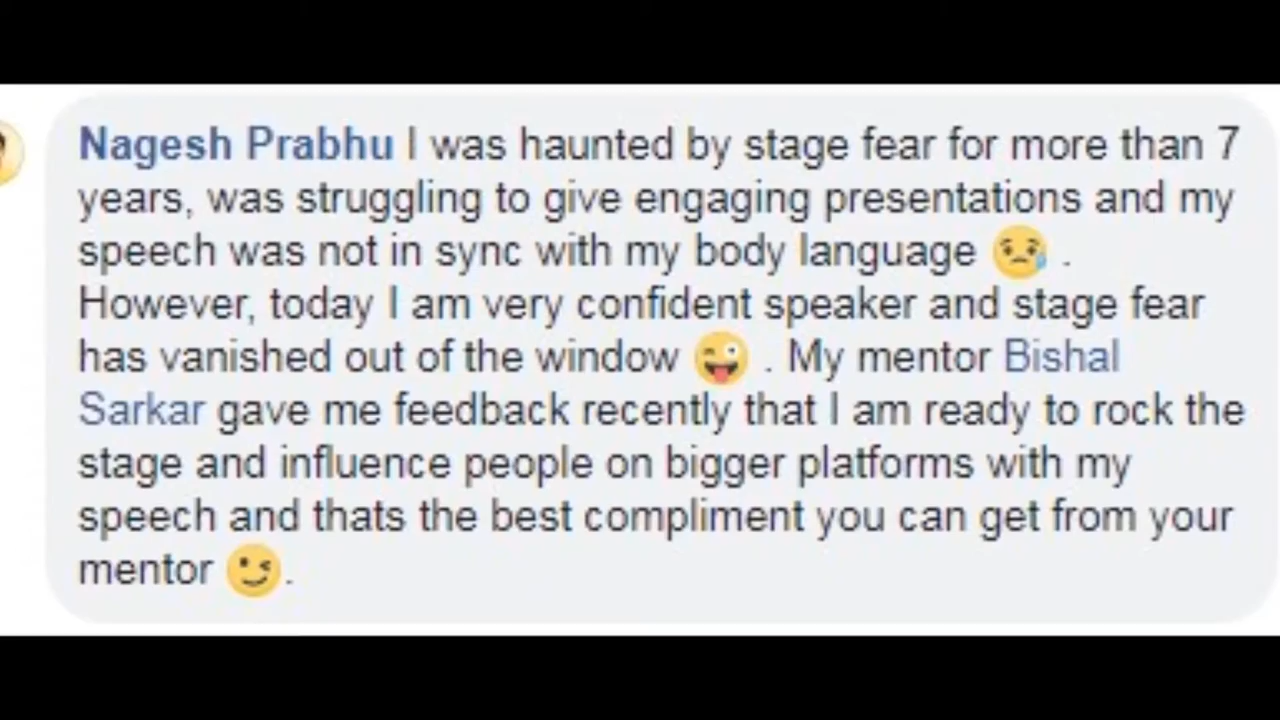 Nagesh Prabhu I was haunted by stage fear for more than 7
years, was struggling to give engaging presentations and my
speech was not in sync with my body language 😢 .
However, today I am very confident speaker and stage fear
has vanished out of the window 😜 . My mentor Bishal
Sarkar gave me feedback recently that I am ready to rock the
stage and influence people on bigger platforms with my
speech and thats the best compliment you can get from your
mentor 😉.